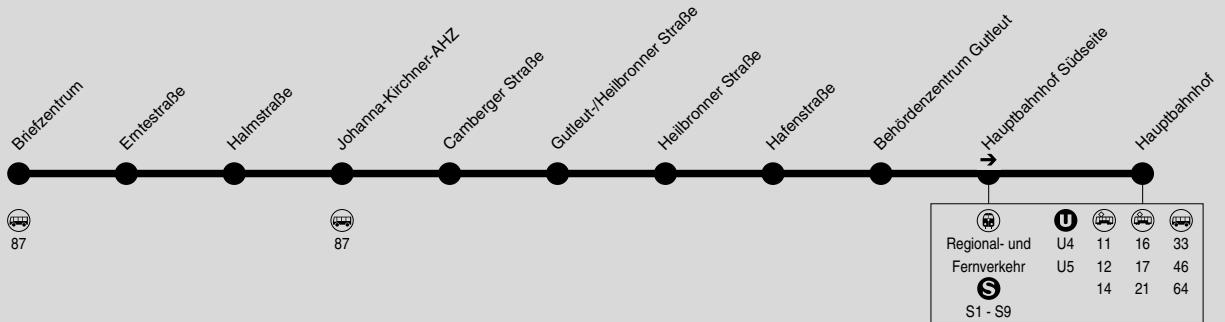 Briefzentrum
Erntestraße
Halmstraße
Johanna-Kirchner-AHZ
Camberger Straße
Gutleut-/Heilbronner Straße
Heilbronner Straße
Hafenstraße
Behördenzentrum Gutleut
Hauptbahnhof Südseite
Hauptbahnhof
87
87
U
Regional- und U4 11 16 33
Fernverkehr U5 12 17 46
S 14 21 64
S1 - S9